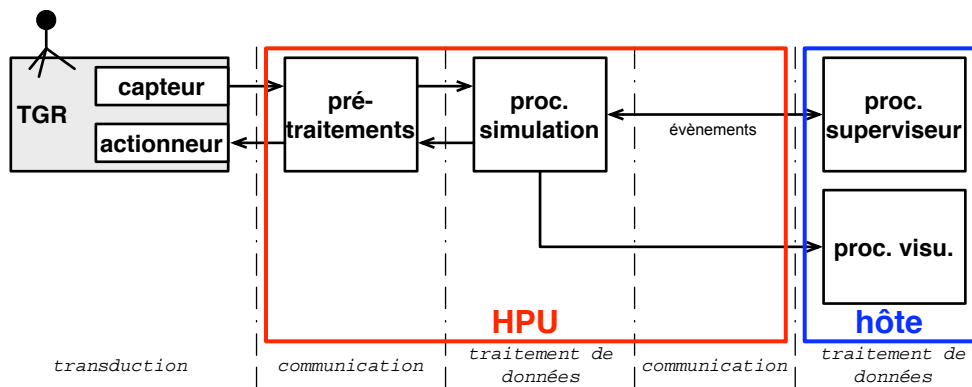 TGR
capteur
actionneur
pré-
traitements
proc.
simulation
évènements
proc.
superviseur
proc. visu.
HPU
hôte
transduction
communication
traitement de
données
communication
traitement de
données